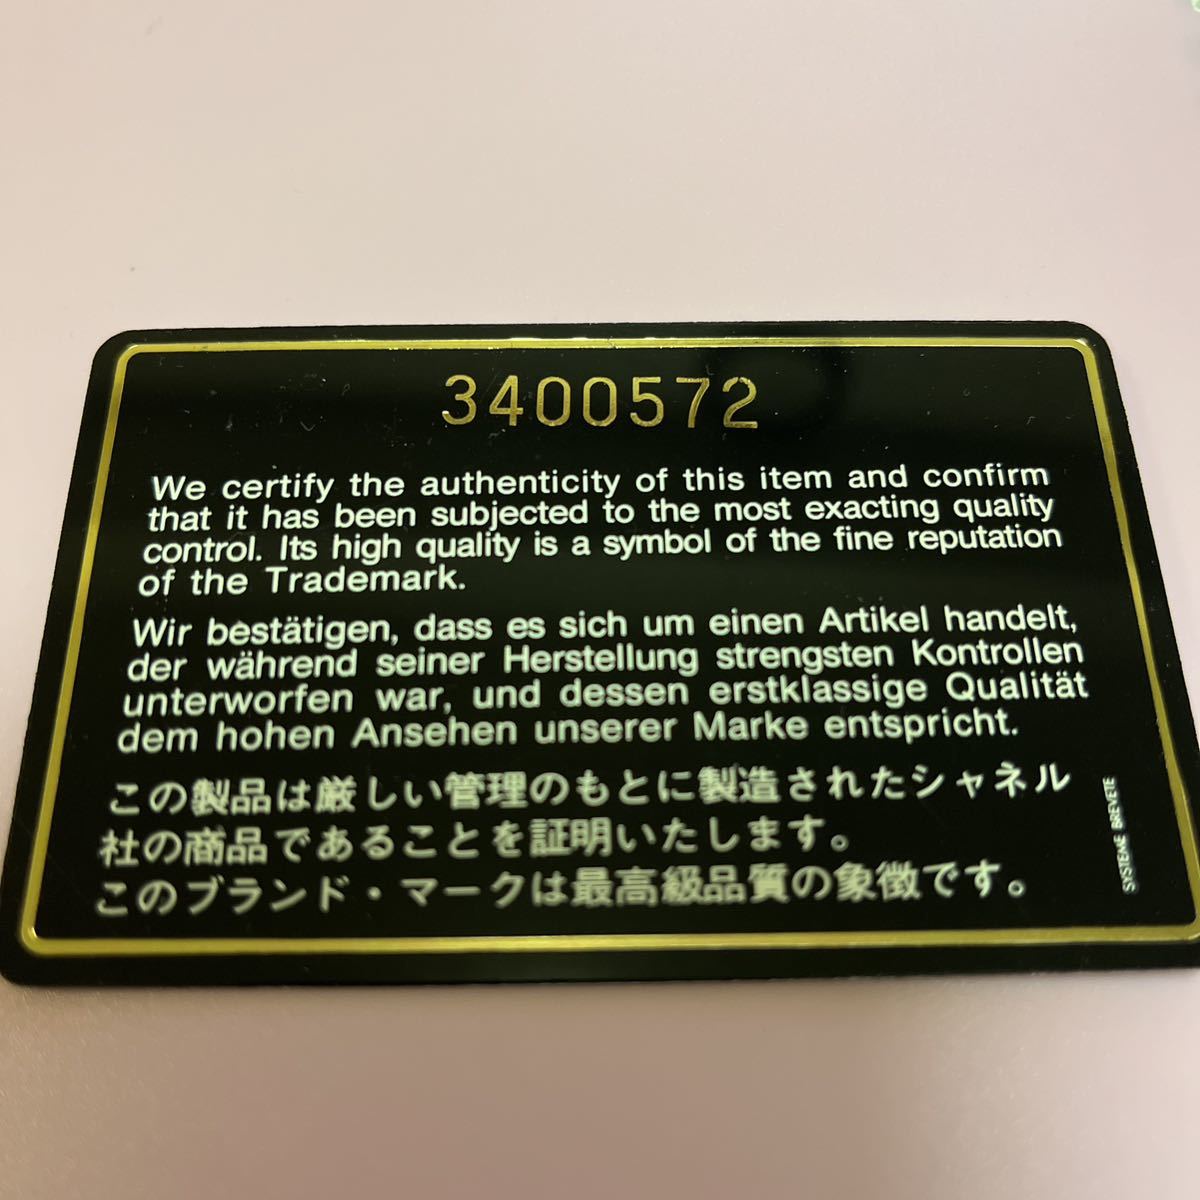 3400572
We certify the authenticity of this item and confirm
that it has been subjected to the most exacting quality
control. Its high quality is a symbol of the fine reputation
of the Trademark.
Wir bestätigen, dass es sich um einen Artikel handelt,
der während seiner Herstellung strengsten Kontrollen
unterworfen war, und dessen erstklassige Qualität
dem hohen Ansehen unserer Marke entspricht.
この製品は厳しい管理のもとに製造されたシャネル
社の商品であることを証明いたします。
このブランド・マークは最高級品質の象徴です。
SYSTEME BREVETE